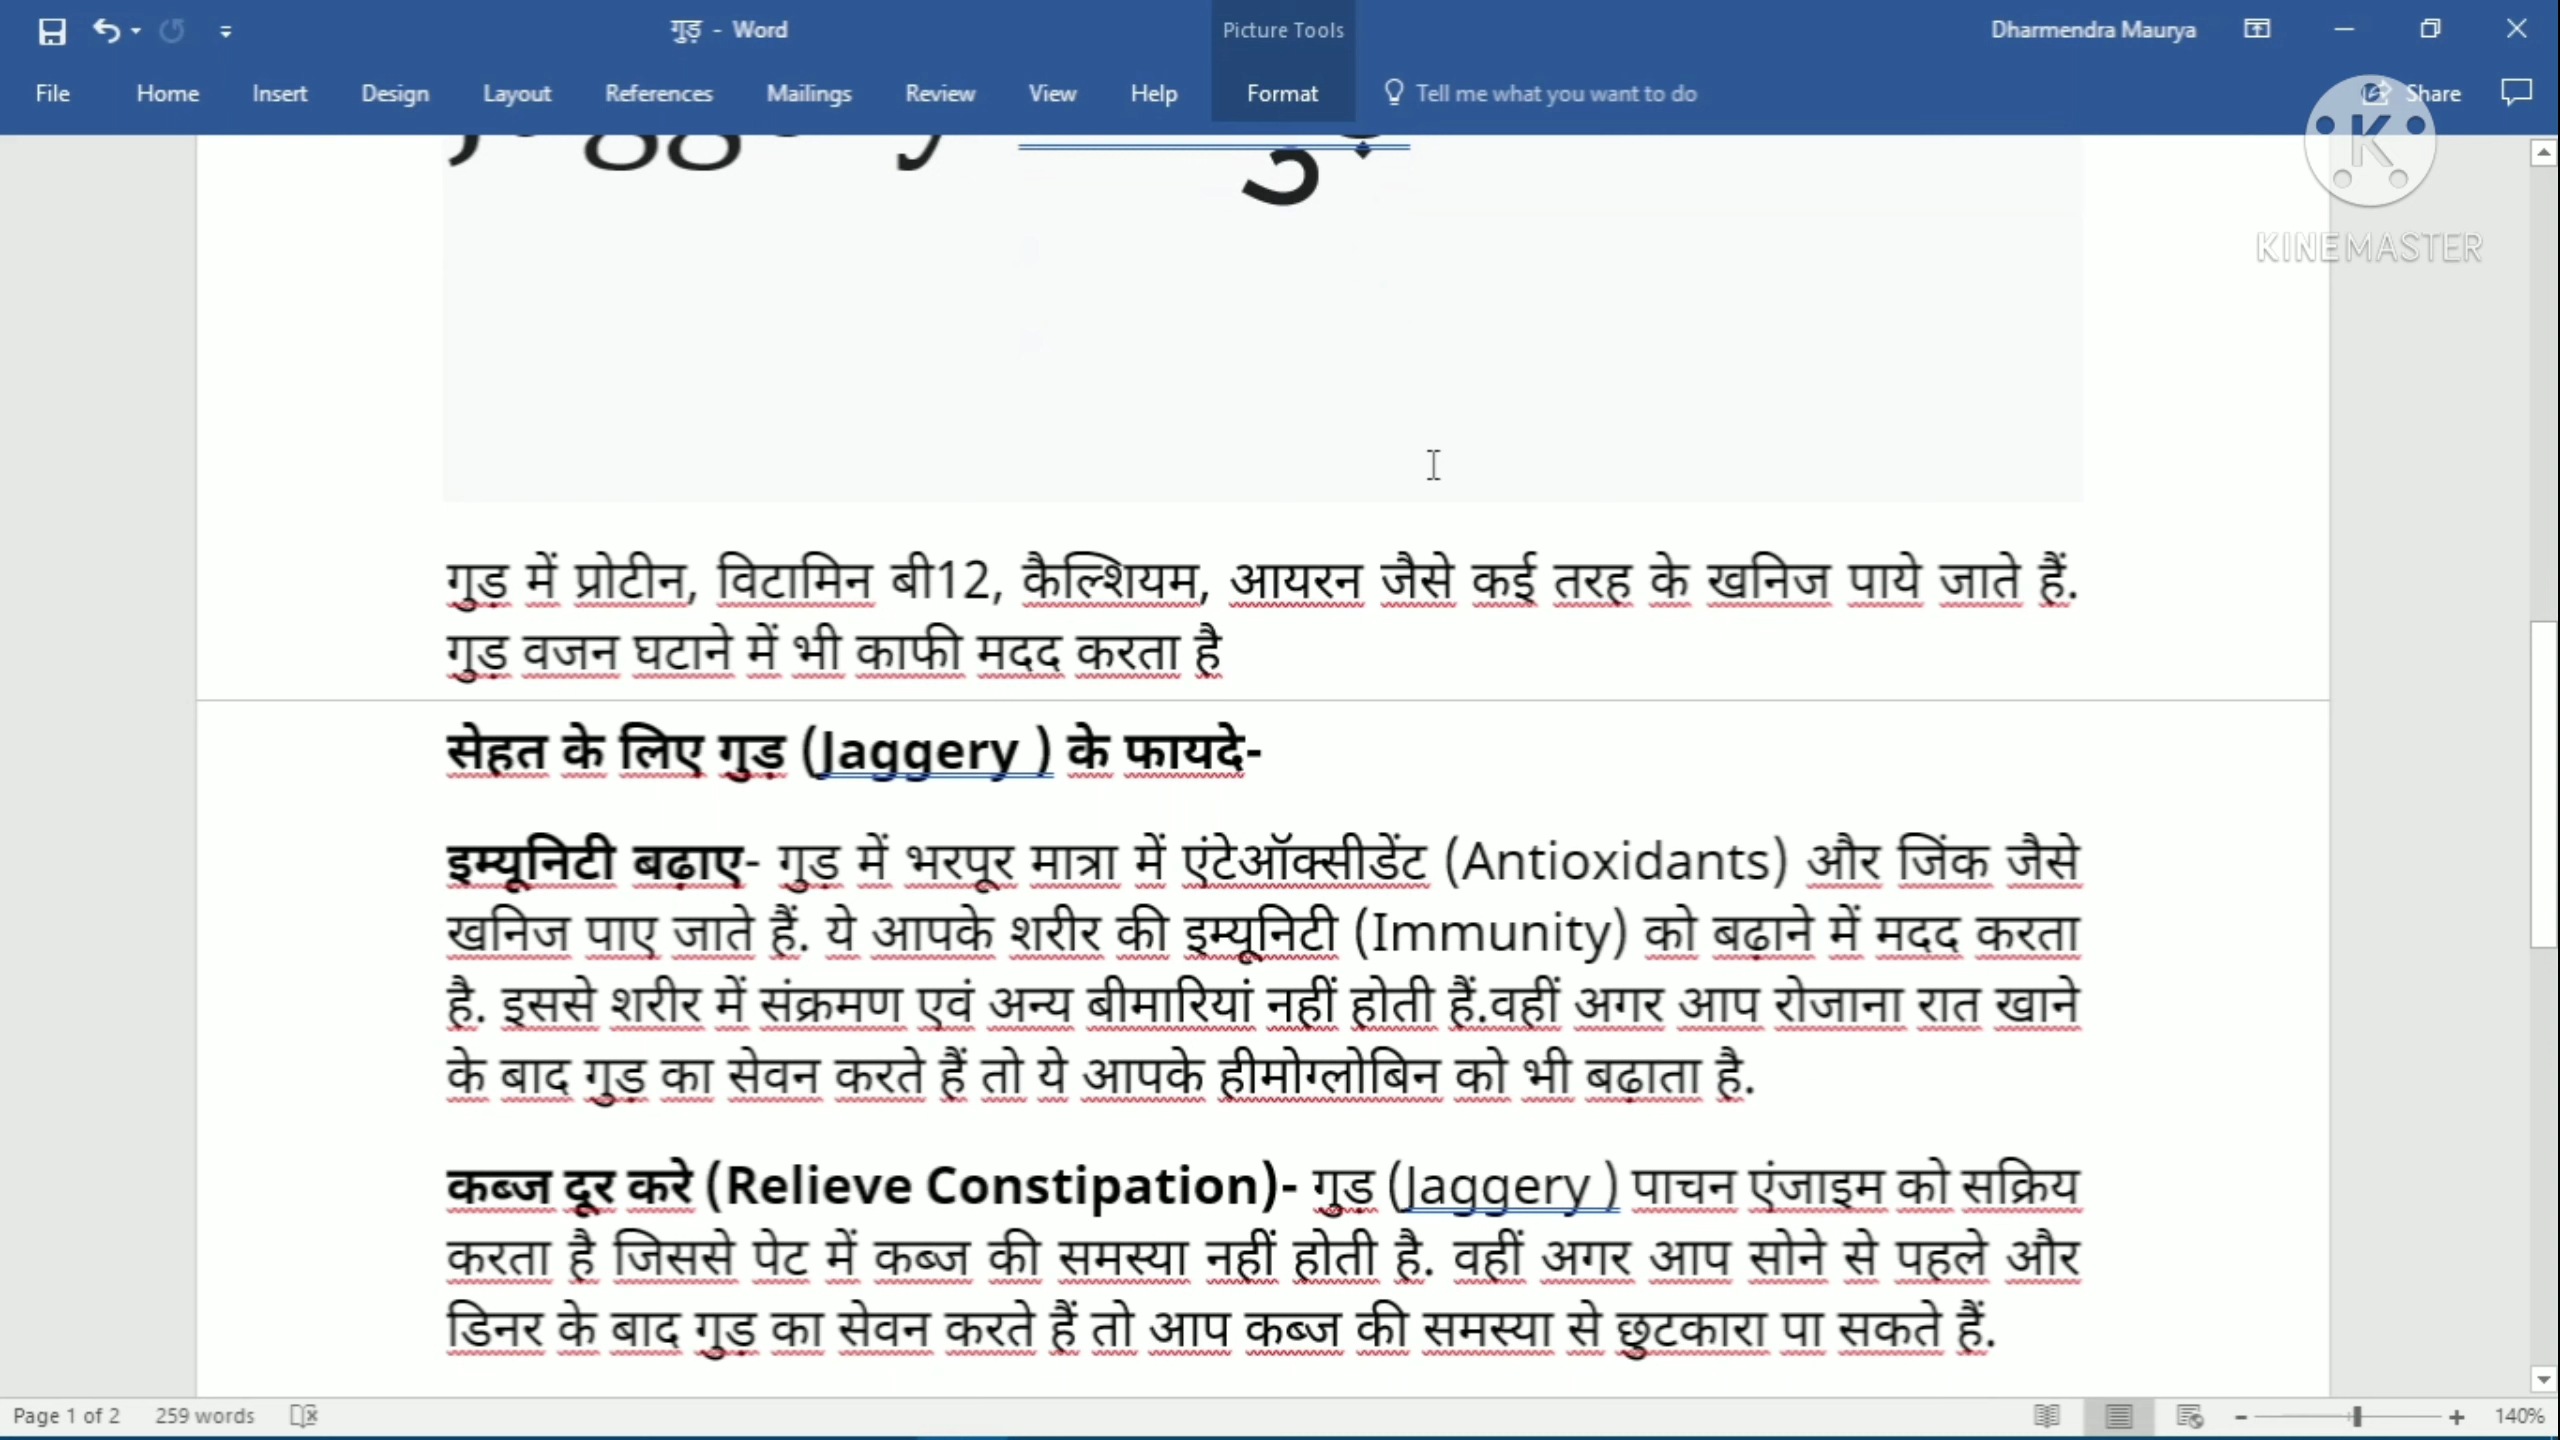 गुड़ - Word
Picture Tools
Dharmendra Maurya
File Home Insert Design Layout References Mailings Review View Help Format Tell me what you want to do Share
KINEMASTER
गुड़ में प्रोटीन, विटामिन बी12, कैल्शियम, आयरन जैसे कई तरह के खनिज पाये जाते हैं.
गुड़ वजन घटाने में भी काफी मदद करता है
सेहत के लिए गुड़ (Jaggery ) के फायदे-
इम्यूनिटी बढ़ाए- गुड़ में भरपूर मात्रा में एंटेऑक्सीडेंट (Antioxidants) और जिंक जैसे
खनिज पाए जाते हैं. ये आपके शरीर की इम्यूनिटी (Immunity) को बढ़ाने में मदद करता
है. इससे शरीर में संक्रमण एवं अन्य बीमारियां नहीं होती हैं.वहीं अगर आप रोजाना रात खाने
के बाद गुड़ का सेवन करते हैं तो ये आपके हीमोग्लोबिन को भी बढ़ाता है.
कब्ज दूर करे (Relieve Constipation)- गुड़ (Jaggery ) पाचन एंजाइम को सक्रिय
करता है जिससे पेट में कब्ज की समस्या नहीं होती है. वहीं अगर आप सोने से पहले और
डिनर के बाद गुड़ का सेवन करते हैं तो आप कब्ज की समस्या से छुटकारा पा सकते हैं.
Page 1 of 2 259 words 140%